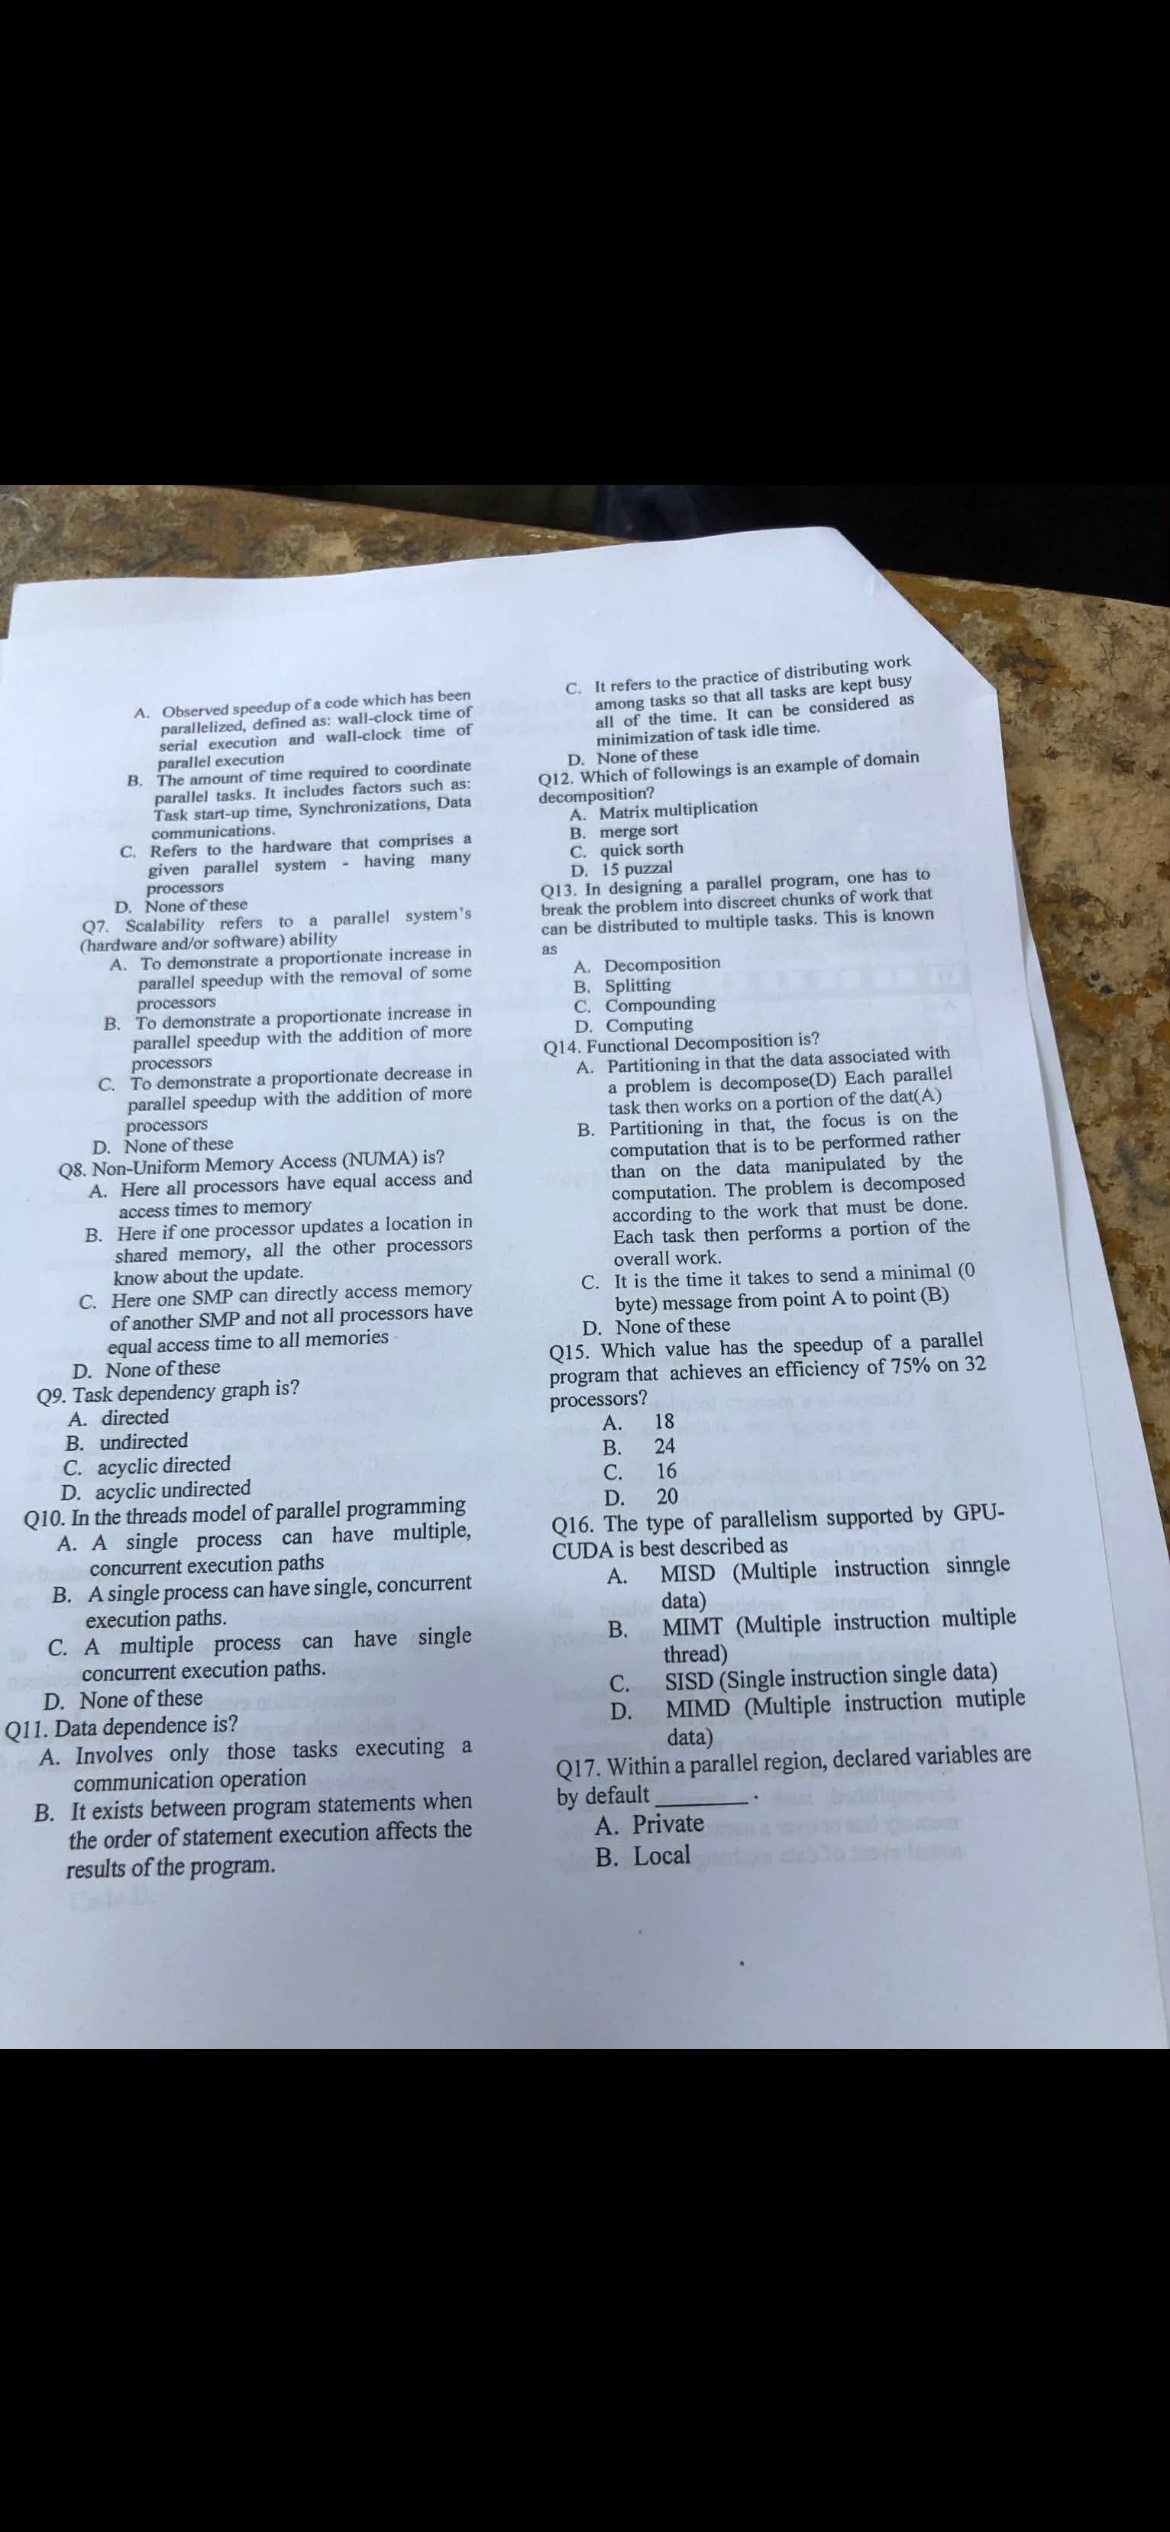 A. Observed speedup of a code which has been
parallelized, defined as: wall-clock time of
serial execution and wall-clock time of
parallel execution
B. The amount of time required to coordinate
parallel tasks. It includes factors such as:
Task start-up time, Synchronizations, Data
communications.
C. Refers to the hardware that comprises a
given parallel system - having many
processors
D. None of these
Q7. Scalability refers to a parallel system's
(hardware and/or software) ability
A. To demonstrate a proportionate increase in
parallel speedup with the removal of some
processors
B. To demonstrate a proportionate increase in
parallel speedup with the addition of more
processors
C. To demonstrate a proportionate decrease in
parallel speedup with the addition of more
processors
D. None of these
Q8. Non-Uniform Memory Access (NUMA) is?
A. Here all processors have equal access and
access times to memory
B. Here if one processor updates a location in
shared memory, all the other processors
know about the update.
C. Here one SMP can directly access memory
of another SMP and not all processors have
equal access time to all memories
D. None of these
Q9. Task dependency graph is?
A. directed
B. undirected
C. acyclic directed
D. acyclic undirected
Q10. In the threads model of parallel programming
A. A single process can have multiple,
concurrent execution paths
B. A single process can have single, concurrent
execution paths.
C. A multiple process can have single
concurrent execution paths.
D. None of these
Q11. Data dependence is?
A. Involves only those tasks executing a
communication operation
B. It exists between program statements when
the order of statement execution affects the
results of the program.
C. It refers to the practice of distributing work
among tasks so that all tasks are kept busy
all of the time. It can be considered as
minimization of task idle time.
D. None of these
Q12. Which of followings is an example of domain
decomposition?
A. Matrix multiplication
B. merge sort
C. quick sorth
D. 15 puzzal
Q13. In designing a parallel program, one has to
break the problem into discreet chunks of work that
can be distributed to multiple tasks. This is known
as
A. Decomposition
B. Splitting
C. Compounding
D. Computing
Q14. Functional Decomposition is?
A. Partitioning in that the data associated with
a problem is decompose(D) Each parallel
task then works on a portion of the dat(A)
B. Partitioning in that, the focus is on the
computation that is to be performed rather
than on the data manipulated by the
computation. The problem is decomposed
according to the work that must be done.
Each task then performs a portion of the
overall work.
C. It is the time it takes to send a minimal (0
byte) message from point A to point (B)
D. None of these
Q15. Which value has the speedup of a parallel
program that achieves an efficiency of 75% on 32
processors?
A. 18
B. 24
C. 16
D. 20
Q16. The type of parallelism supported by GPU-
CUDA is best described as
A. MISD (Multiple instruction sinngle
data)
B. MIMT (Multiple instruction multiple
thread)
C. SISD (Single instruction single data)
D. MIMD (Multiple instruction mutiple
data)
Q17. Within a parallel region, declared variables are
by default ________ .
A. Private
B. Local